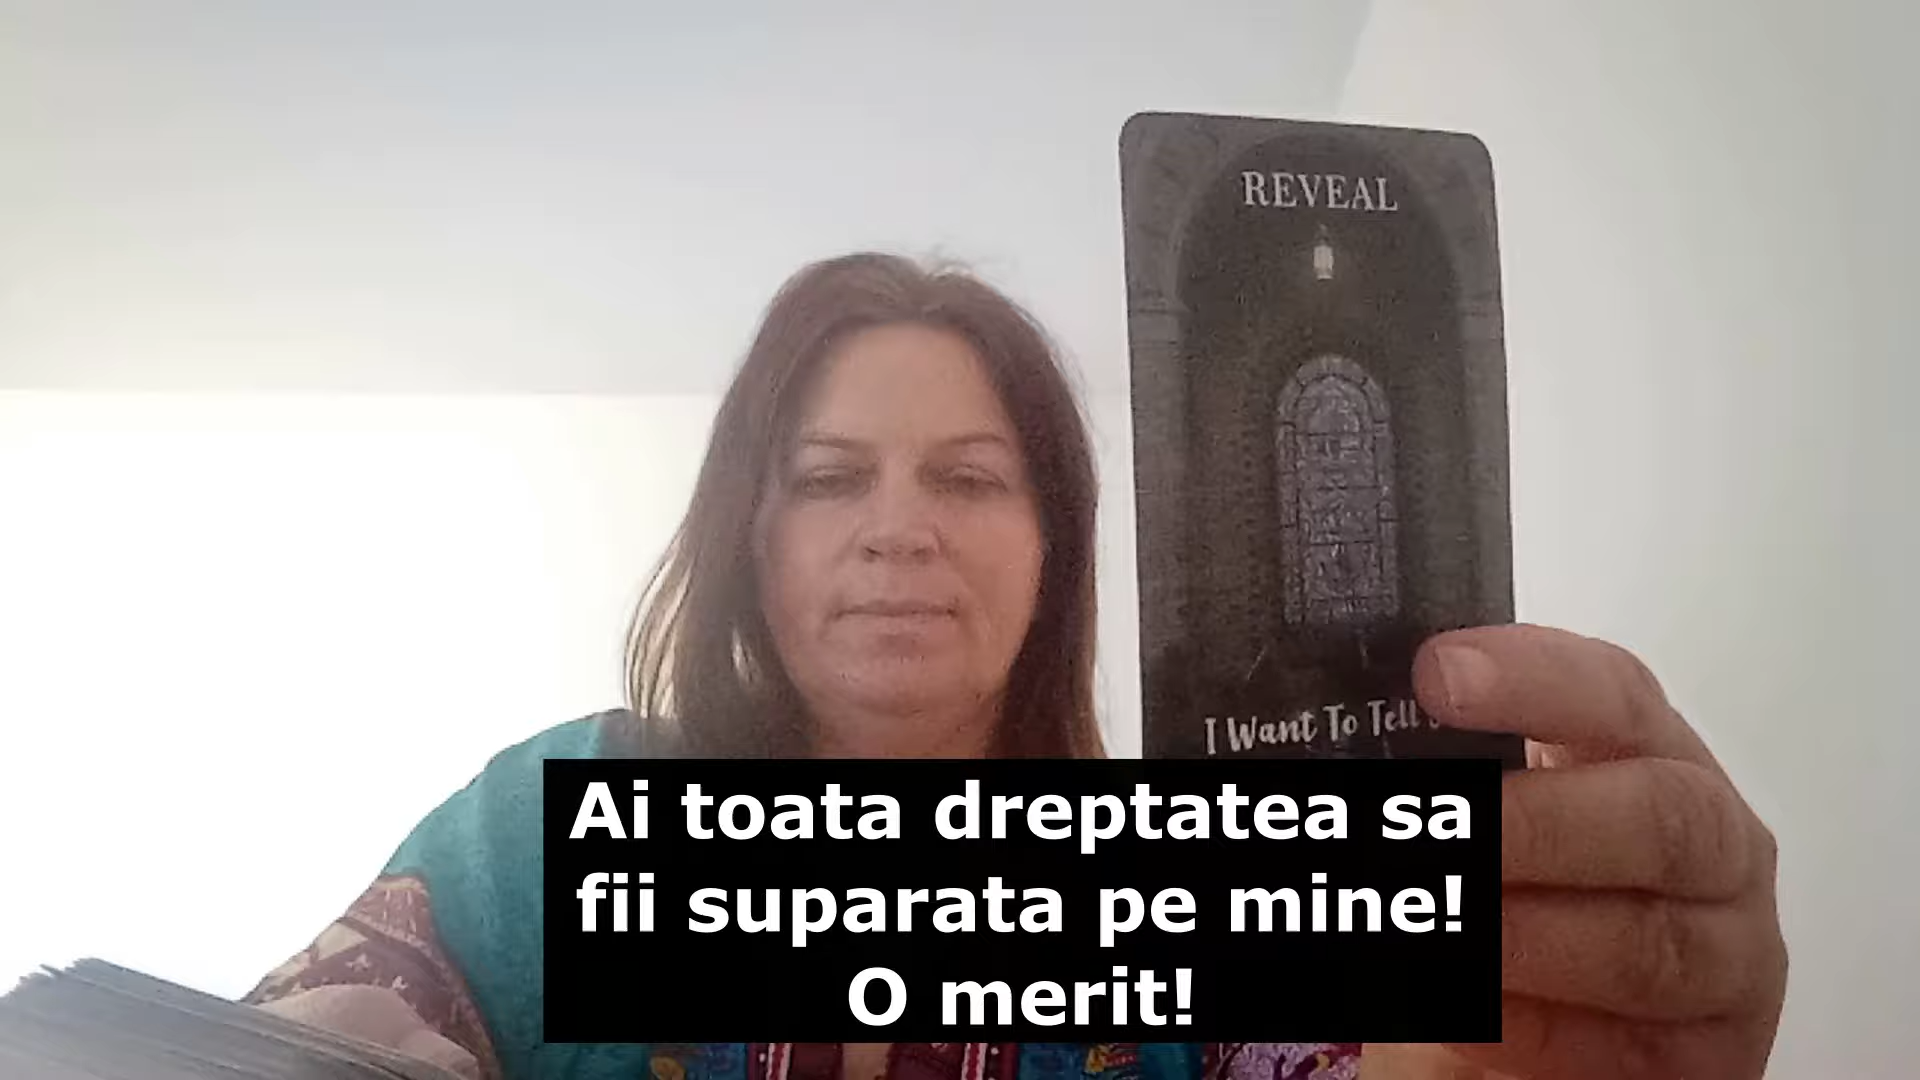 REVEAL
I Want To Tell
Ai toata dreptatea sa
fii suparata pe mine!
O merit!